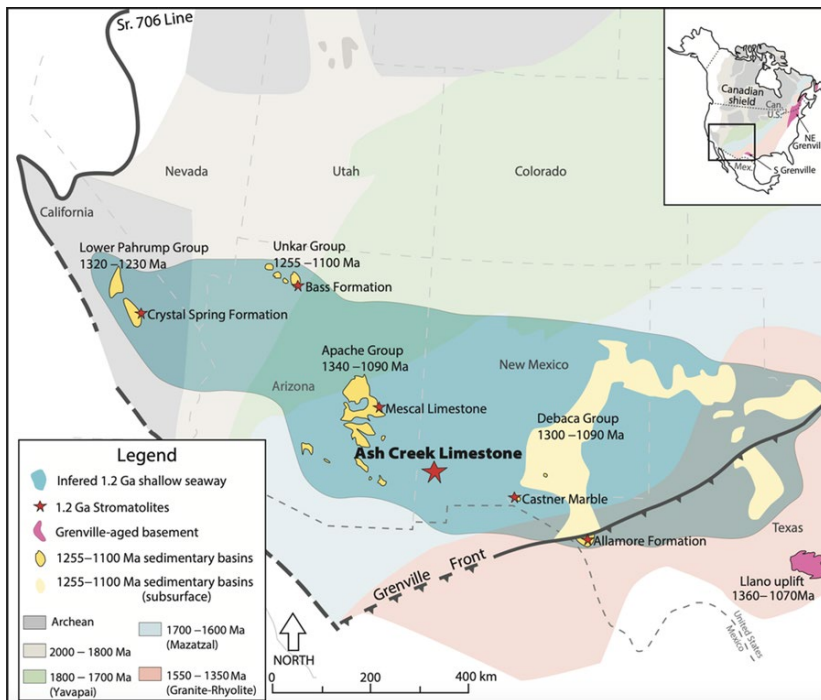 Sr. 706 Line
Canadian
shield
Can.
U.S.
NE
Grenville
Mex.
S Grenville
Nevada
Utah
Colorado
California
Lower Pahrump Group
1320 –1230 Ma
Unkar Group
1255 –1100 Ma
Bass Formation
Crystal Spring Formation
Apache Group
1340 –1090 Ma
New Mexico
Arizona
Mescal Limestone
Debaca Group
1300 –1090 Ma
Ash Creek Limestone
Castner Marble
Allamore Formation
Texas
Grenville Front
Llano uplift
1360–1070Ma
United States
Mexico
Legend
Infered 1.2 Ga shallow seaway
1.2 Ga Stromatolites
Grenville-aged basement
1255–1100 Ma sedimentary basins
1255–1100 Ma sedimentary basins
(subsurface)
Archean
2000 – 1800 Ma
1800 – 1700 Ma
(Yavapai)
1700 – 1600 Ma
(Mazatzal)
1550 – 1350 Ma
(Granite-Rhyolite)
NORTH
0 200 400 km